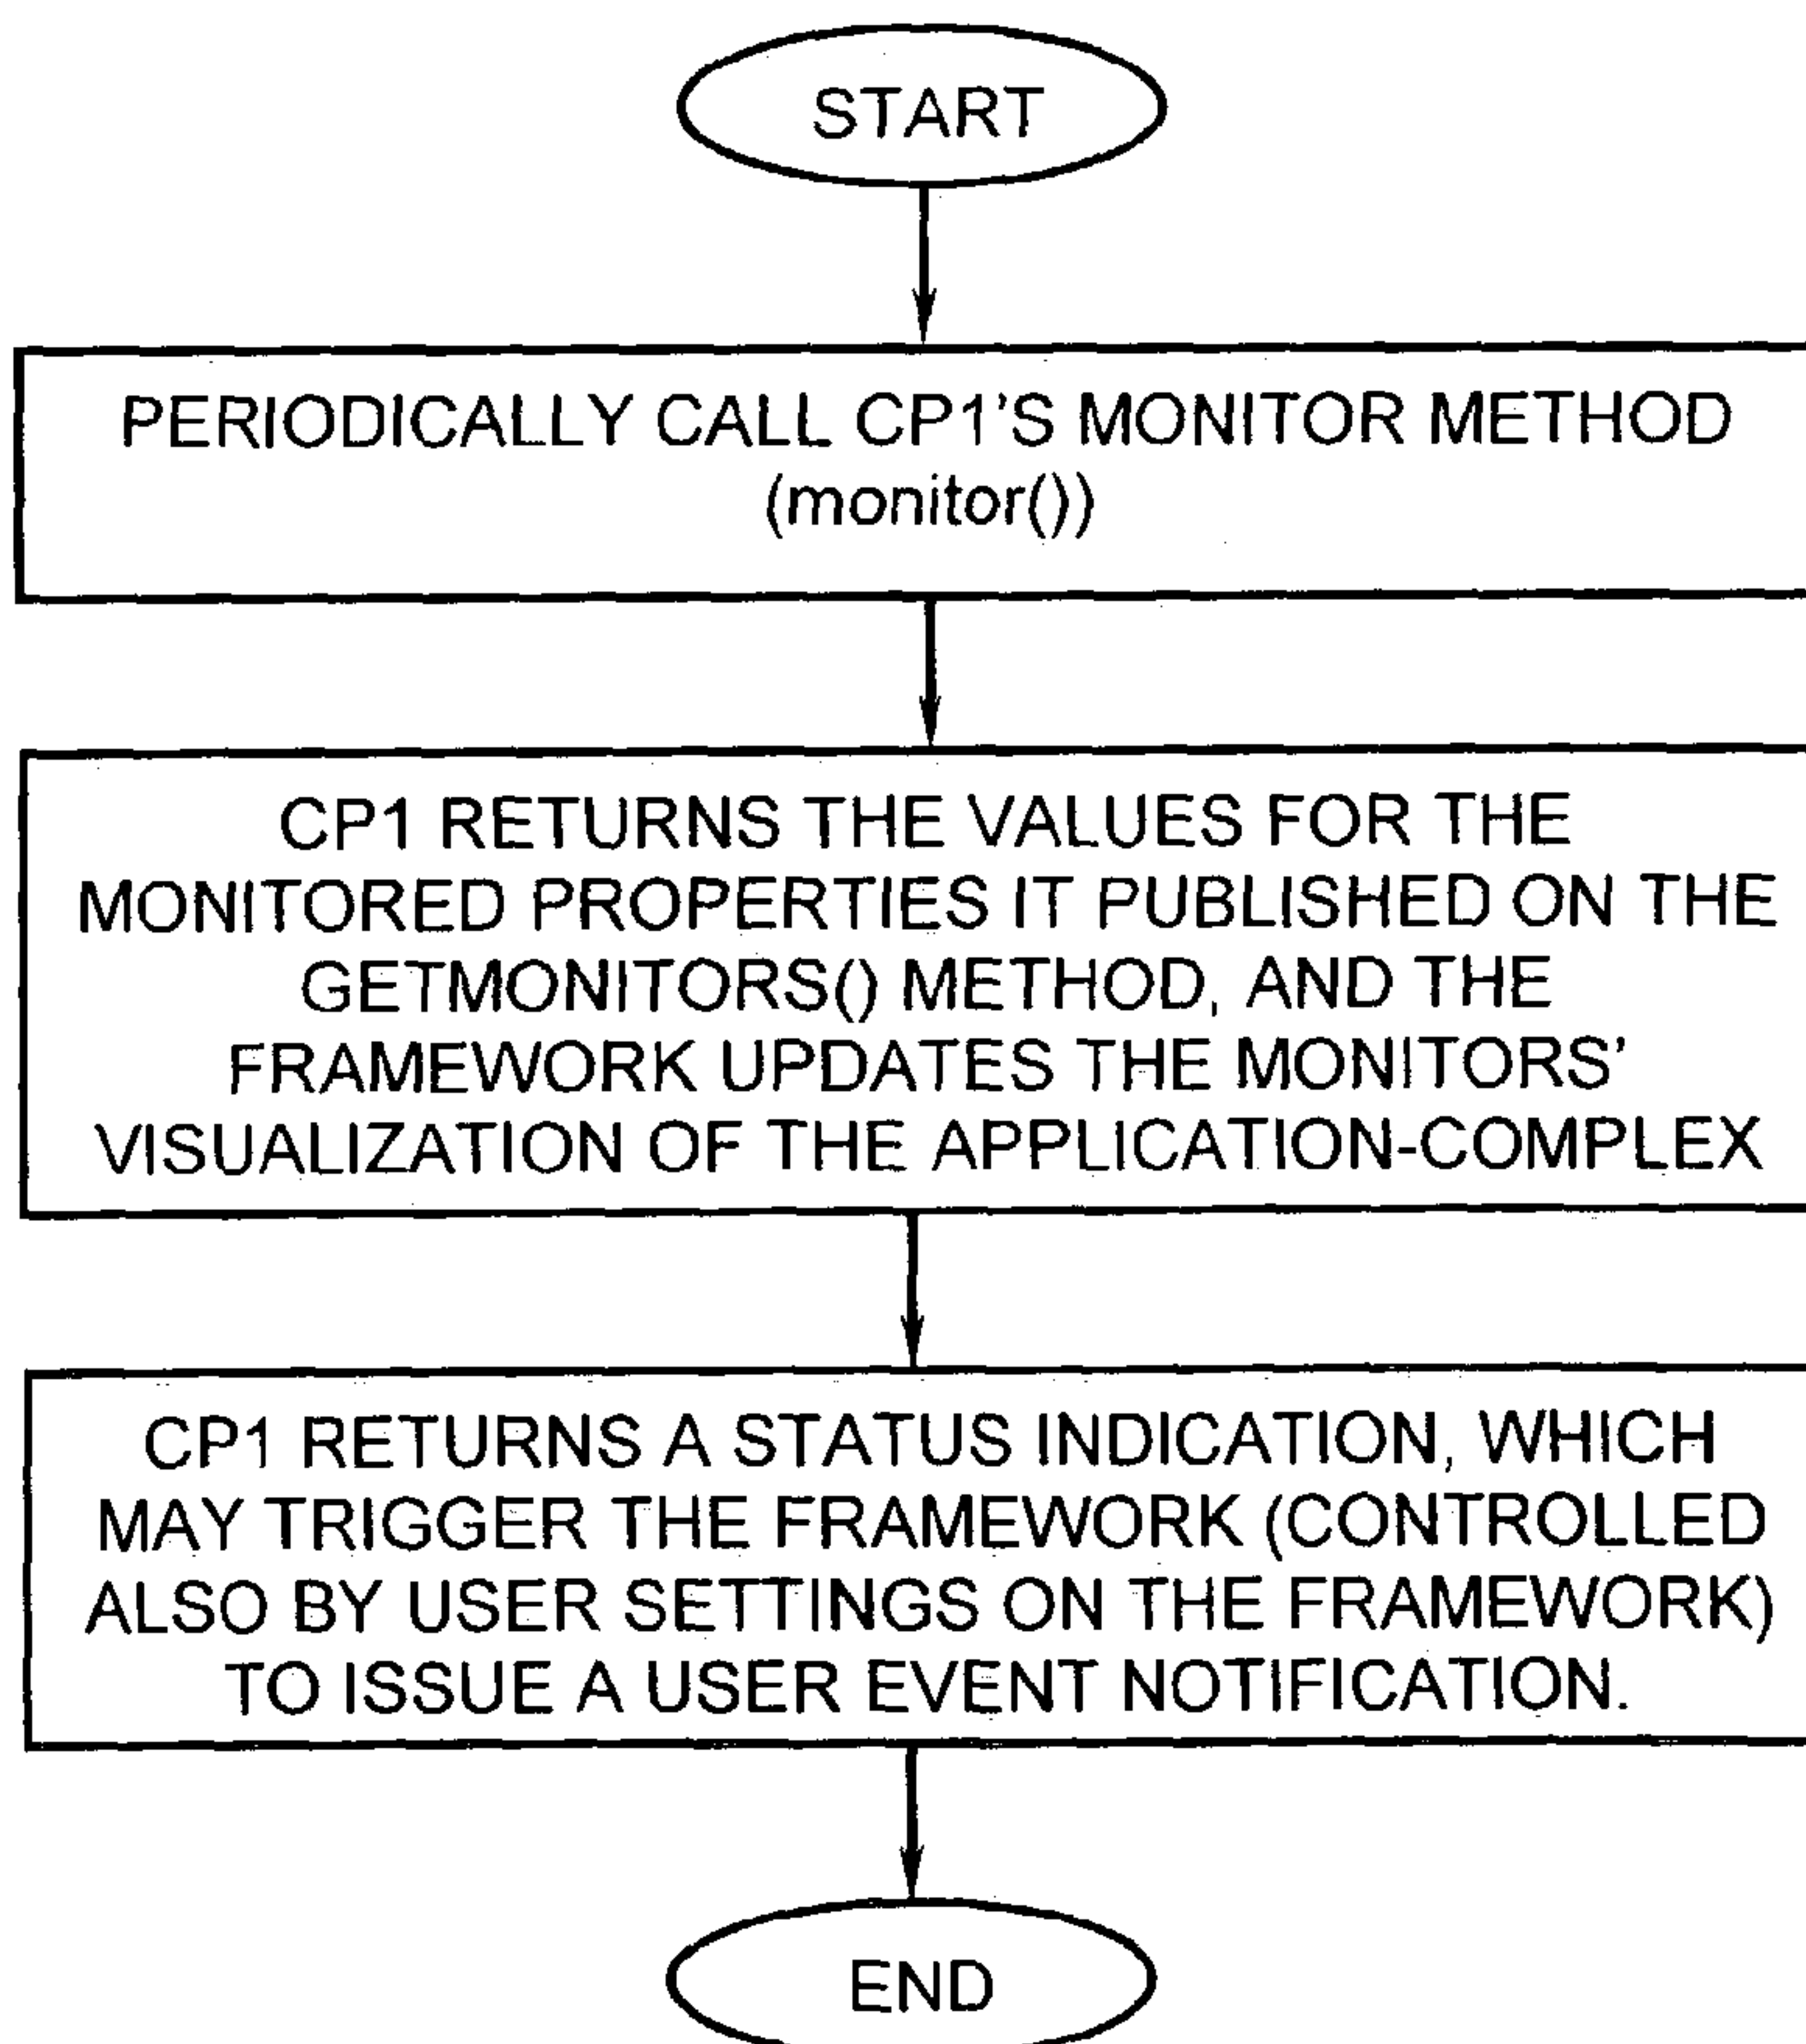 START
PERIODICALLY CALL CP1'S MONITOR METHOD
(monitor())
CP1 RETURNS THE VALUES FOR THE
MONITORED PROPERTIES IT PUBLISHED ON THE
GETMONITORS() METHOD, AND THE
FRAMEWORK UPDATES THE MONITORS'
VISUALIZATION OF THE APPLICATION-COMPLEX
CP1 RETURNS A STATUS INDICATION, WHICH
MAY TRIGGER THE FRAMEWORK (CONTROLLED
ALSO BY USER SETTINGS ON THE FRAMEWORK)
TO ISSUE A USER EVENT NOTIFICATION.
END